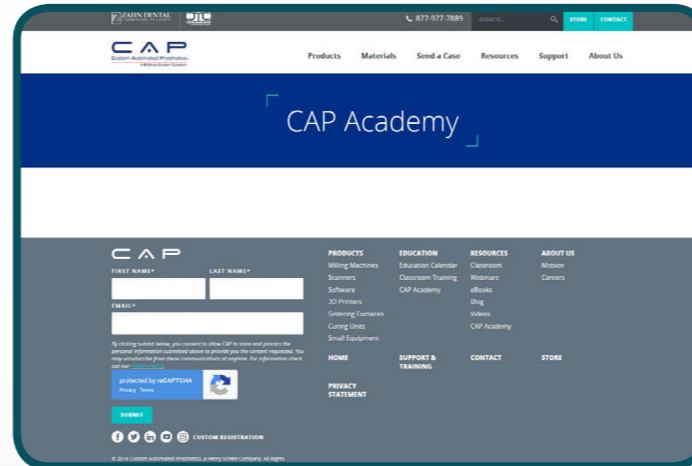 ZAHN DENTAL
DTC
877-977-7889
SEARCH...
STORE
CONTACT
CAP
Custom Automated Prosthetics
Products Materials Send a Case Resources Support About Us
CAP Academy
CAP
FIRST NAME*
LAST NAME*
EMAIL*
By clicking submit below, you consent to allow CAP to store and process the
personal information submitted above to provide you the content requested. You
may unsubscribe from these communications at anytime. For information check
out our Privacy Policy.
protected by reCAPTCHA
Privacy Terms
SUBMIT
CUSTOM REGISTRATION
PRODUCTS
Milling Machines
Scanners
Software
3D Printers
Sintering Furnaces
Curing Units
Small Equipment
EDUCATION
Education Calendar
Classroom Training
CAP Academy
RESOURCES
Classroom
Webinars
eBooks
Blog
Videos
CAP Academy
ABOUT US
Mission
Careers
HOME
SUPPORT &
TRAINING
CONTACT
STORE
PRIVACY
STATEMENT
© 2018 Custom Automated Prosthetics, a Henry Schein Company. All Rights